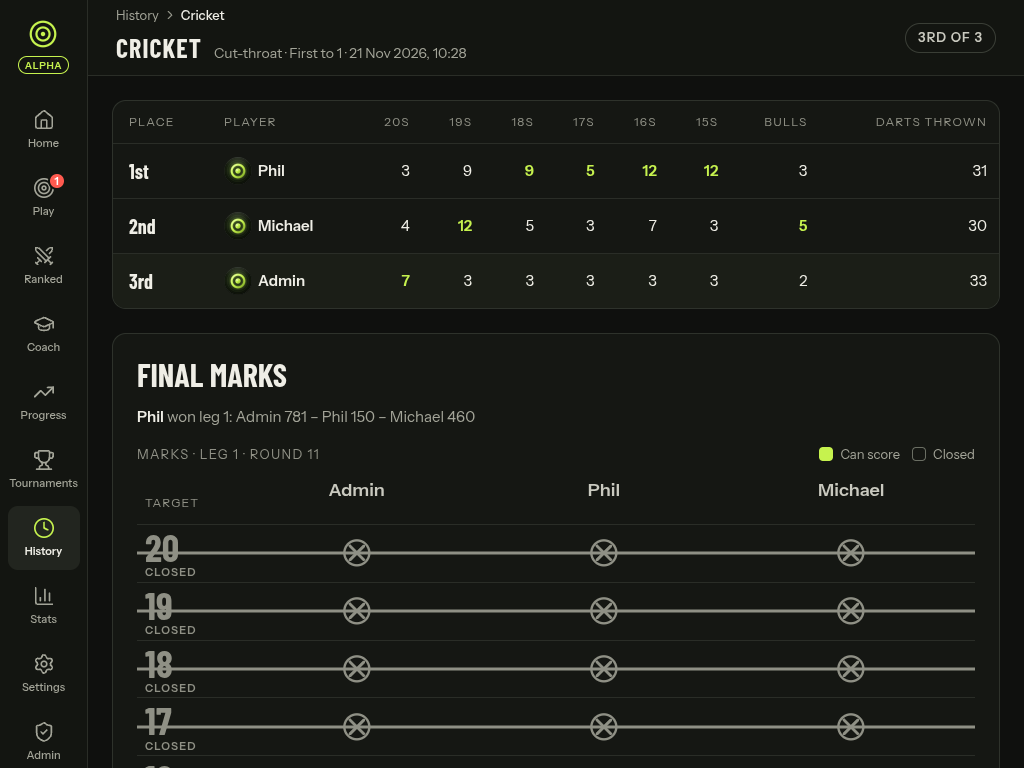 History > Cricket
CRICKET Cut-throat · First to 1 · 21 Nov 2026, 10:28
3RD OF 3
ALPHA
Home
1
Play
Ranked
Coach
Progress
Tournaments
History
Stats
Settings
Admin
PLACE PLAYER 20S 19S 18S 17S 16S 15S BULLS DARTS THROWN
1st Phil 3 9 9 5 12 12 3 31
2nd Michael 4 12 5 3 7 3 5 30
3rd Admin 7 3 3 3 3 3 2 33
FINAL MARKS
Phil won leg 1: Admin 781 – Phil 150 – Michael 460
MARKS · LEG 1 · ROUND 11
Can score Closed
TARGET Admin Phil Michael
20
CLOSED
19
CLOSED
18
CLOSED
17
CLOSED